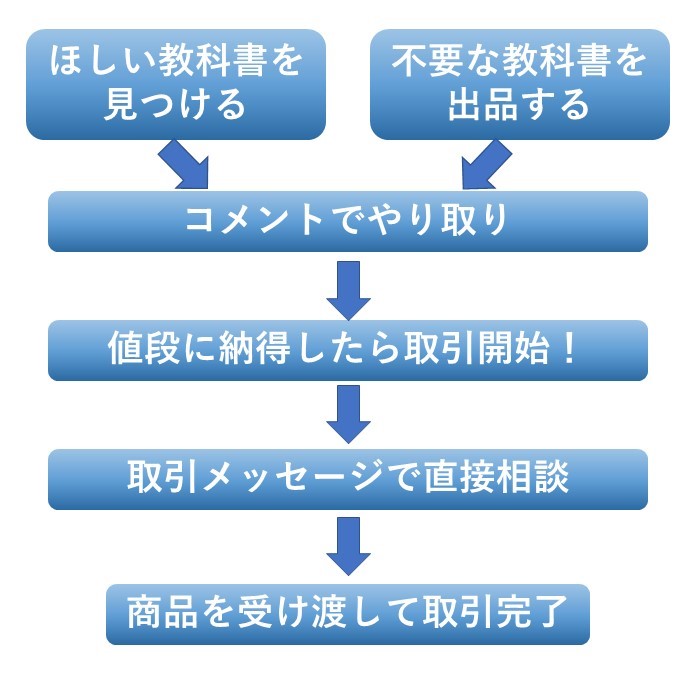 ほしい教科書を
見つける
不要な教科書を
出品する
コメントでやり取り
値段に納得したら取引開始！
取引メッセージで直接相談
商品を受け渡して取引完了